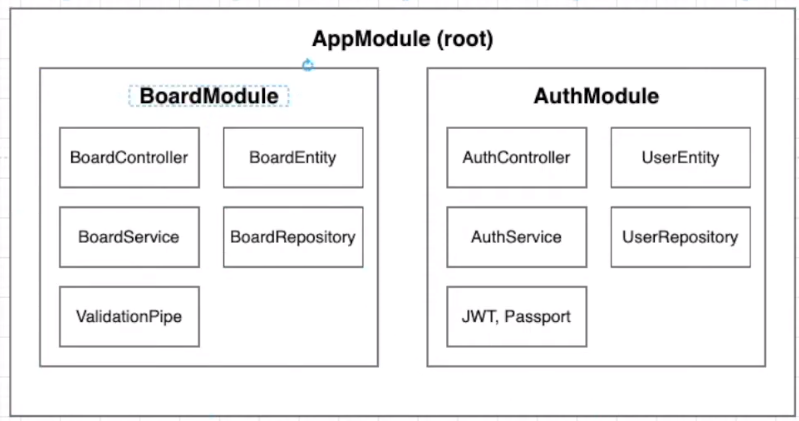 AppModule (root)
BoardModule
BoardController
BoardEntity
BoardService
BoardRepository
ValidationPipe
AuthModule
AuthController
UserEntity
AuthService
UserRepository
JWT, Passport